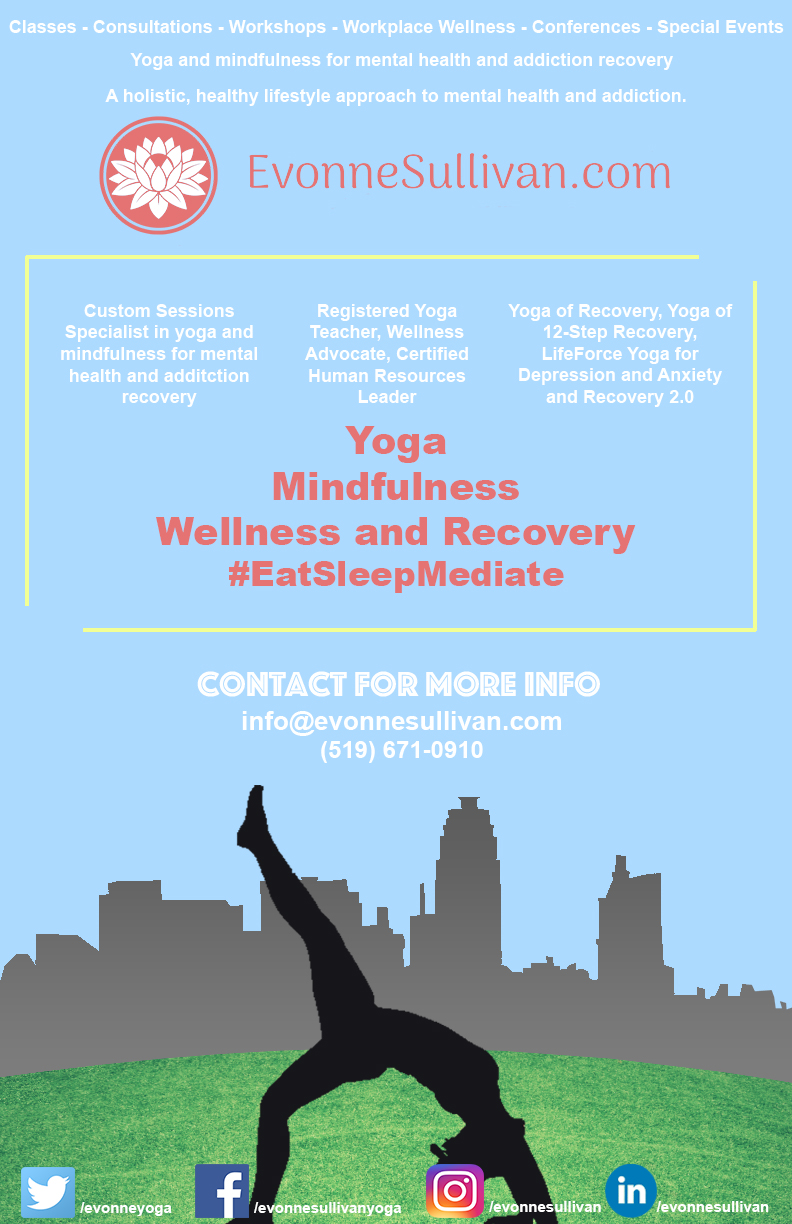 Classes - Consultations - Workshops - Workplace Wellness - Conferences - Special Events
Yoga and mindfulness for mental health and addiction recovery
A holistic, healthy lifestyle approach to mental health and addiction.
EvonneSullivan.com
Custom Sessions
Specialist in yoga and
mindfulness for mental
health and additction
recovery
Registered Yoga
Teacher, Wellness
Advocate, Certified
Human Resources
Leader
Yoga of Recovery, Yoga of
12-Step Recovery,
LifeForce Yoga for
Depression and Anxiety
and Recovery 2.0
Yoga
Mindfulness
Wellness and Recovery
#EatSleepMediate
CONTACT FOR MORE INFO
info@evonnesullivan.com
(519) 671-0910
/evonneyoga
/evonnesullivanyoga
/evonnesullivan
in
/evonnesullivan